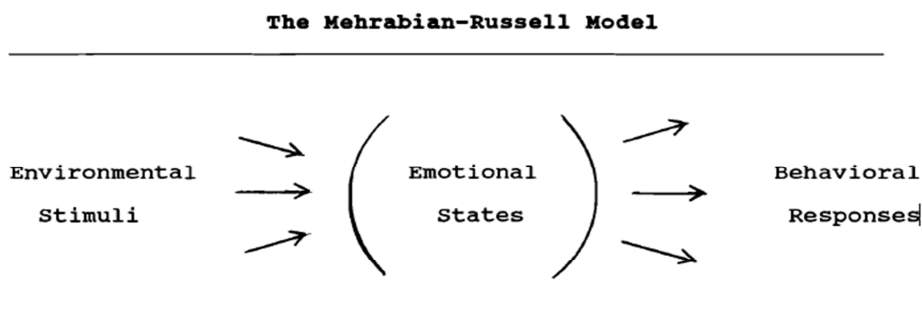 The Mehrabian-Russell Model
Environmental Emotional Behavioral
Stimuli States Responses